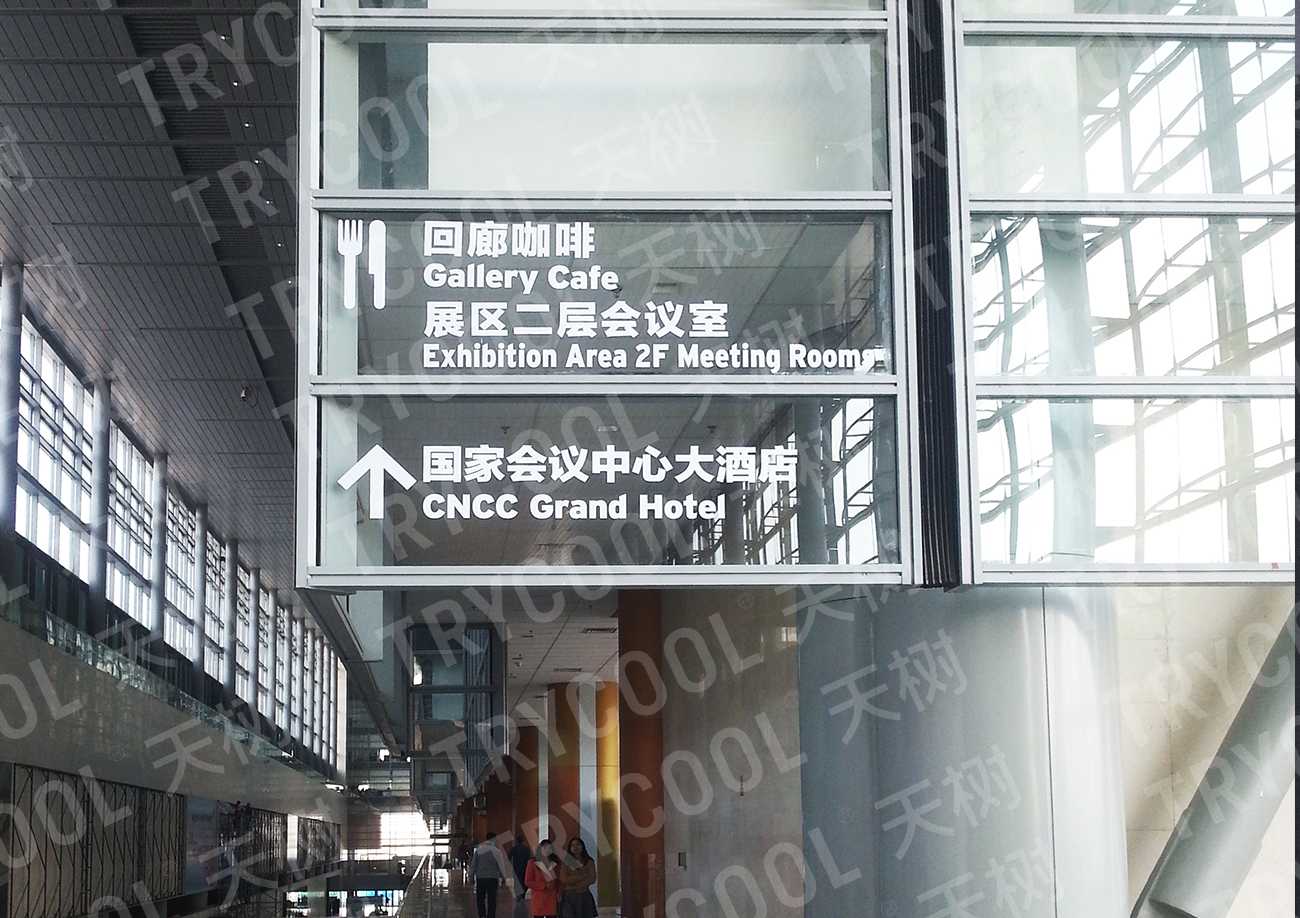 回廊咖啡
Gallery Cafe
展区二层会议室
Exhibition Area 2F Meeting Rooms
国家会议中心大酒店
CNCC Grand Hotel
TRYCOOL 天树